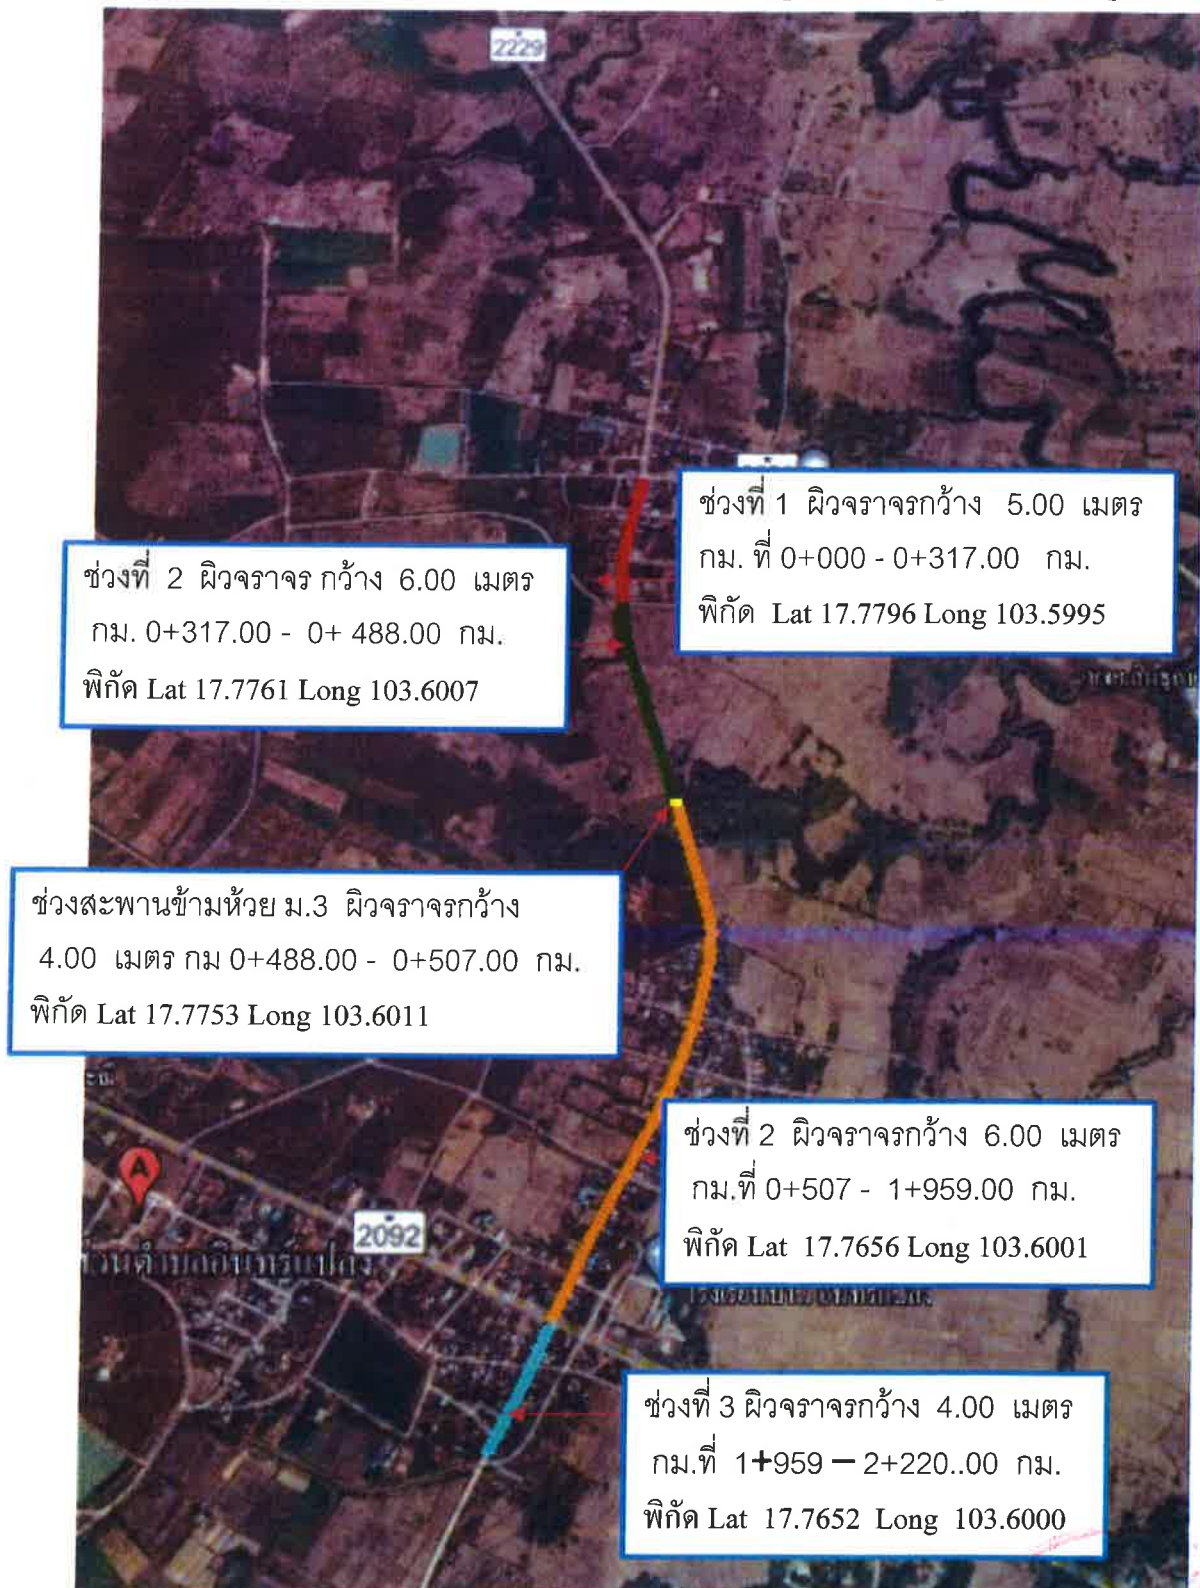 2229
ช่วงที่ 1 ผิวจราจรกว้าง 5.00 เมตร
กม. ที่ 0+000 - 0+317.00 กม.
พิกัด Lat 17.7796 Long 103.5995
ช่วงที่ 2 ผิวจราจร กว้าง 6.00 เมตร
กม. 0+317.00 - 0+ 488.00 กม.
พิกัด Lat 17.7761 Long 103.6007
ช่วงสะพานข้ามห้วย ม.3 ผิวจราจรกว้าง
4.00 เมตร กม 0+488.00 - 0+507.00 กม.
พิกัด Lat 17.7753 Long 103.6011
ช่วงที่ 2 ผิวจราจรกว้าง 6.00 เมตร
กม.ที่ 0+507 - 1+959.00 กม.
พิกัด Lat 17.7656 Long 103.6001
A
2092
ช่วงที่ 3 ผิวจราจรกว้าง 4.00 เมตร
กม.ที่ 1+959 – 2+220..00 กม.
พิกัด Lat 17.7652 Long 103.6000